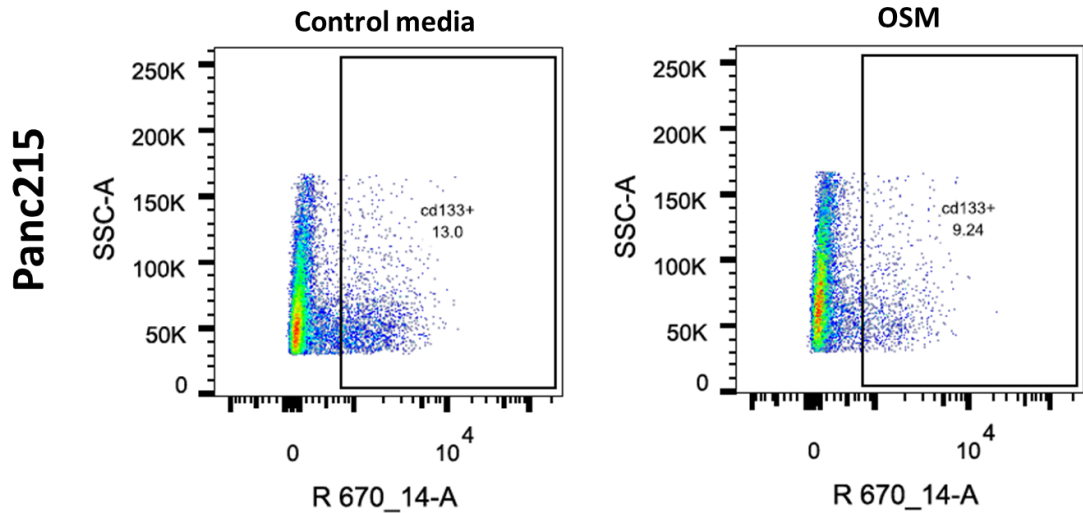 Control media
OSM
Panc215
SSC-A
250K
200K
150K
100K
50K
0
cd133+
13.0
0
10^4
R 670_14-A
SSC-A
250K
200K
150K
100K
50K
0
cd133+
9.24
0
10^4
R 670_14-A